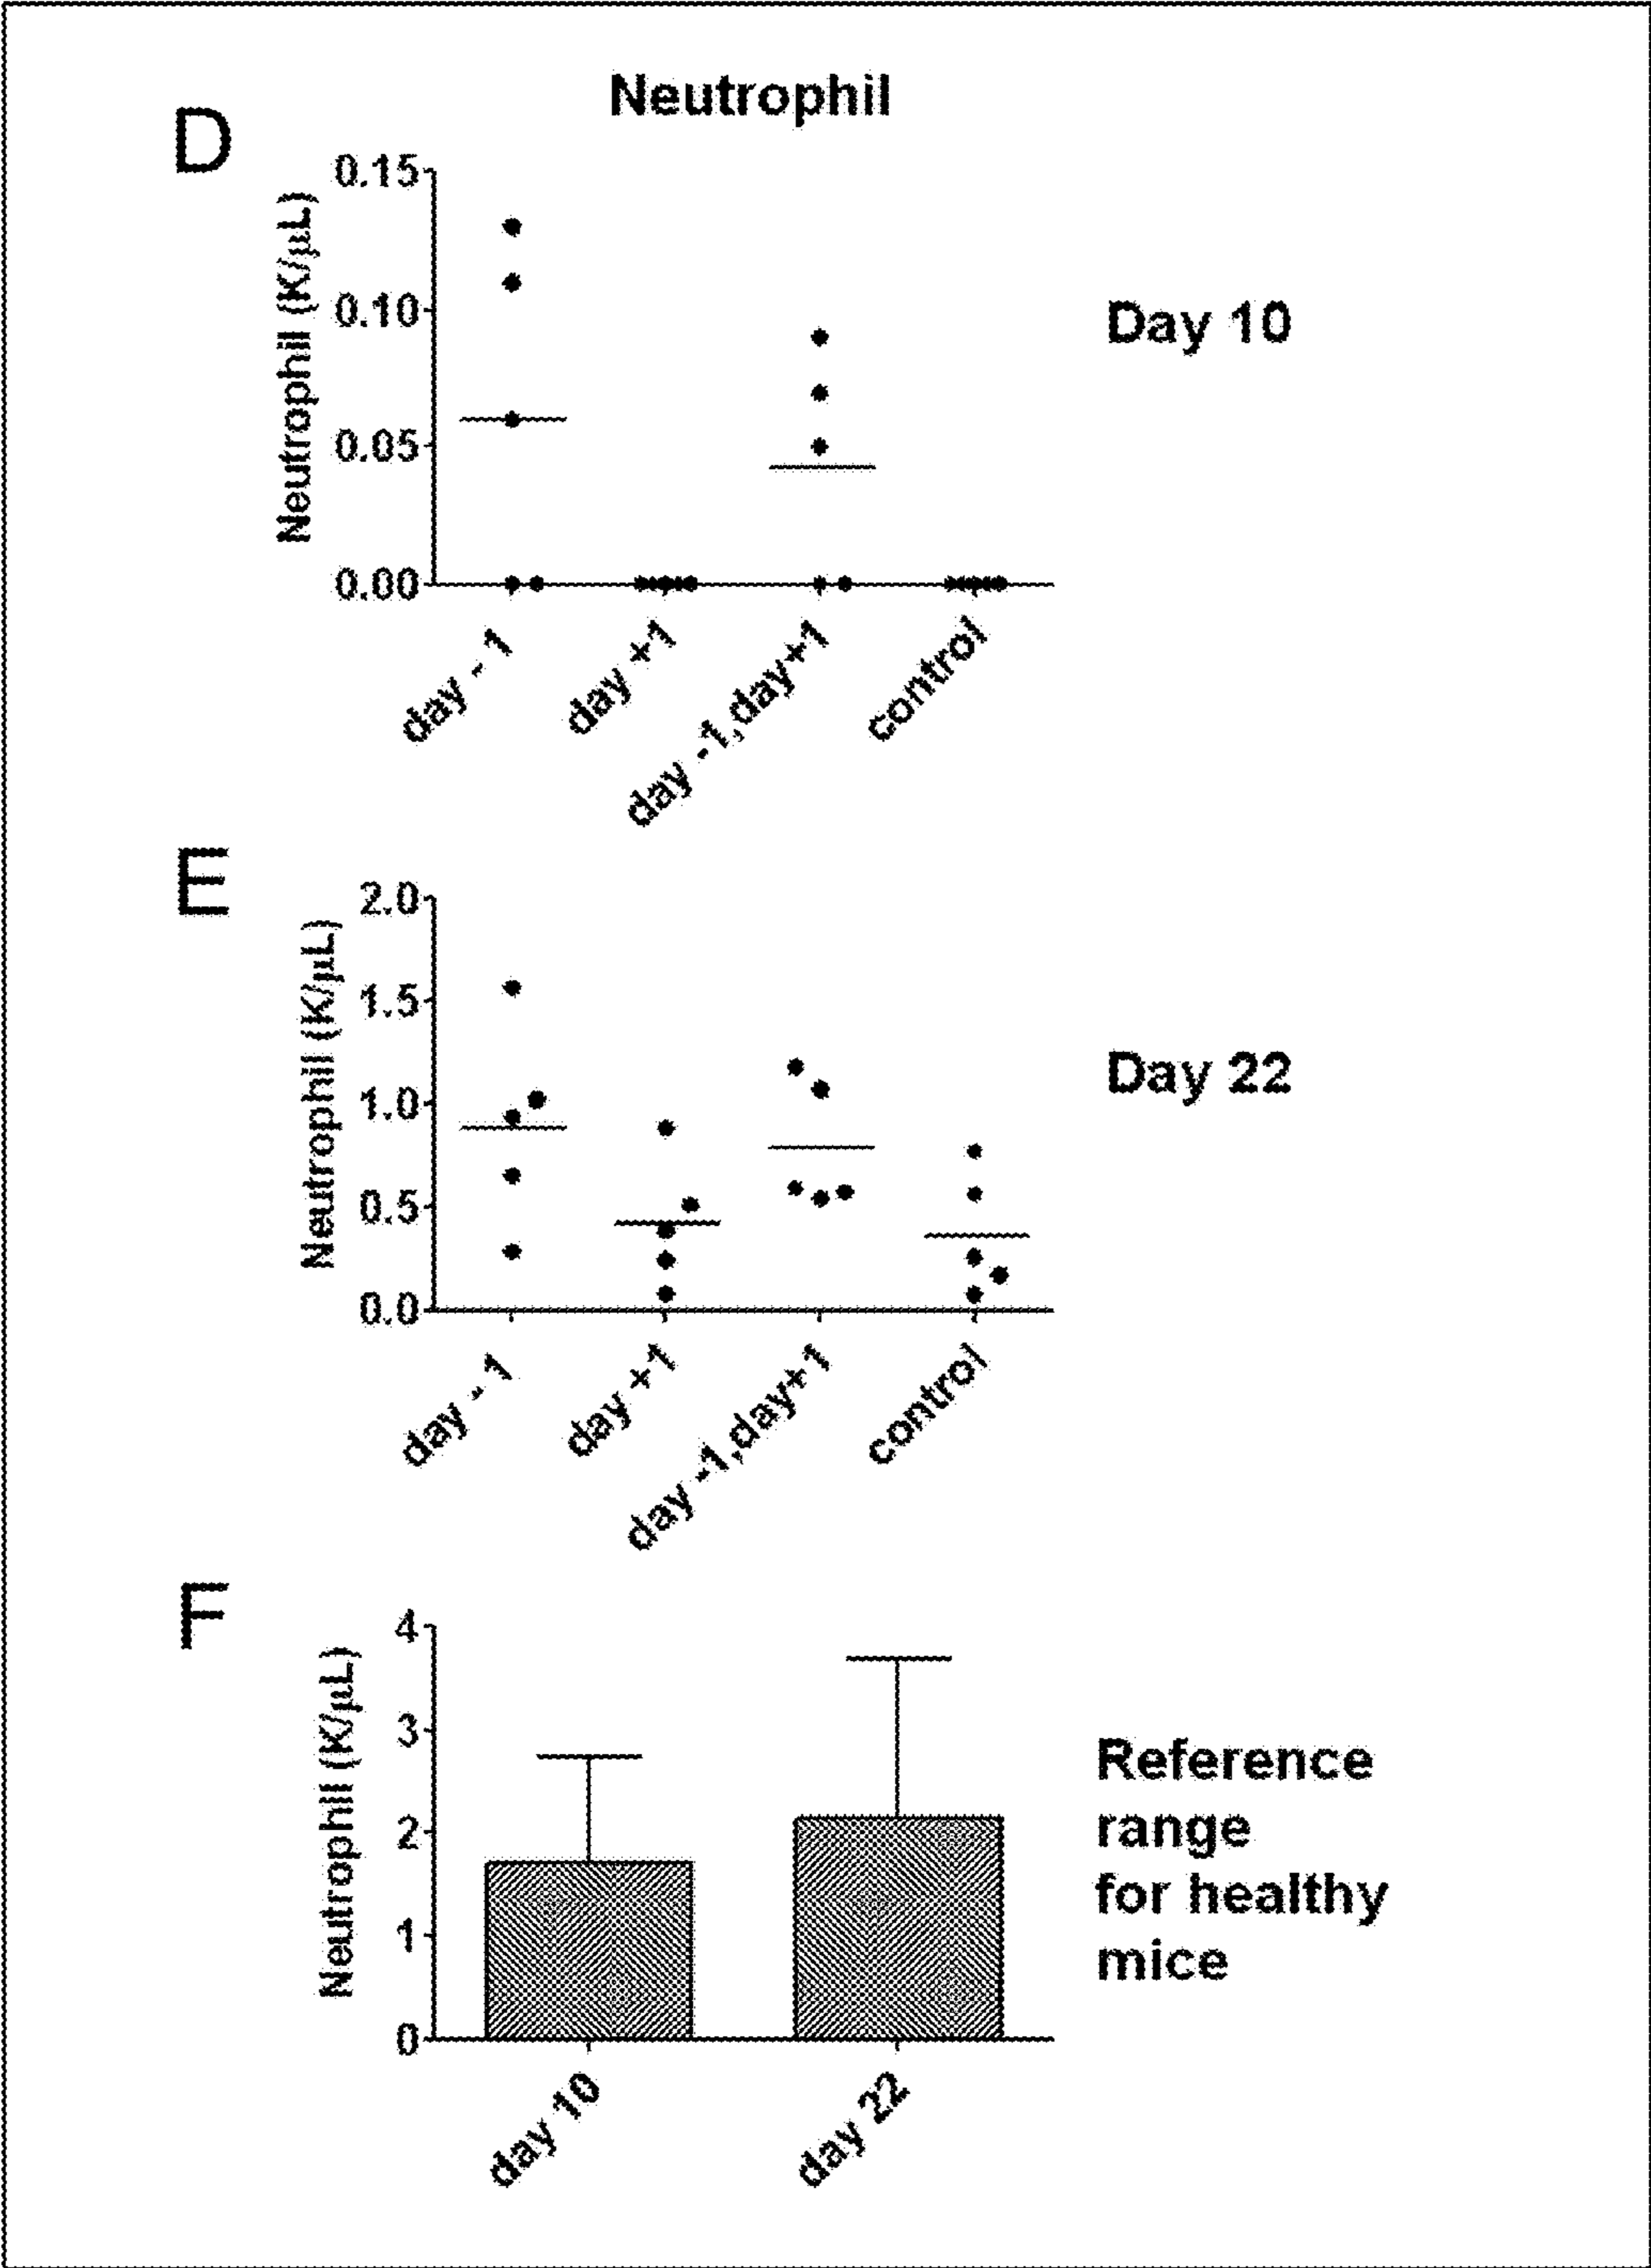 Neutrophil
D
Neutrophil (K/μL)
0.15
0.10
0.05
0.00
day - 1
day +1
day -1,day+1
control
Day 10
E
Neutrophil (K/μL)
2.0
1.5
1.0
0.5
0.0
day - 1
day +1
day -1,day+1
control
Day 22
F
Neutrophil (K/μL)
4
3
2
1
0
day 10
day 22
Reference
range
for healthy
mice